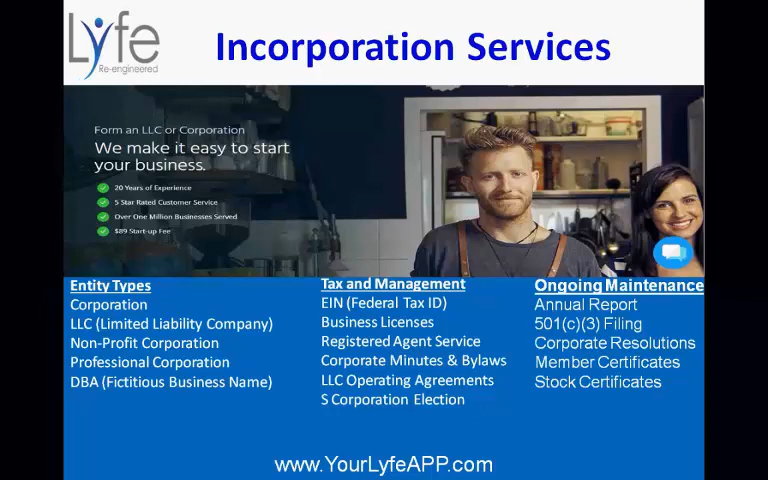 Lyfe
Re-engineered
Incorporation Services
Form an LLC or Corporation
We make it easy to start
your business.
20 Years of Experience
5 Star Rated Customer Service
Over One Million Businesses Served
$89 Start-up Fee
Entity Types
Corporation
LLC (Limited Liability Company)
Non-Profit Corporation
Professional Corporation
DBA (Fictitious Business Name)
Tax and Management
EIN (Federal Tax ID)
Business Licenses
Registered Agent Service
Corporate Minutes & Bylaws
LLC Operating Agreements
S Corporation Election
Ongoing Maintenance
Annual Report
501(c)(3) Filing
Corporate Resolutions
Member Certificates
Stock Certificates
www.YourLyfeAPP.com